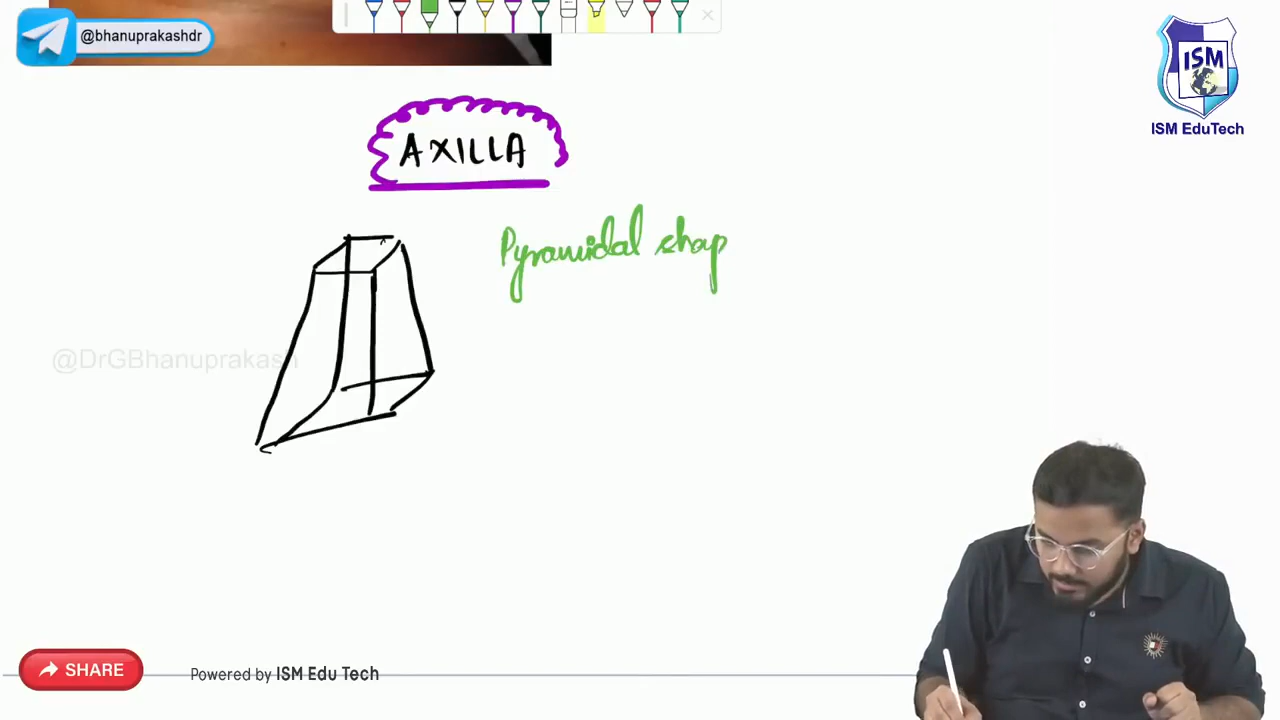 @bhanuprakashdr
ISM
ISM EduTech
AXILLA
Pyramidal shap
@DrGBhanuprakash
SHARE
Powered by ISM Edu Tech